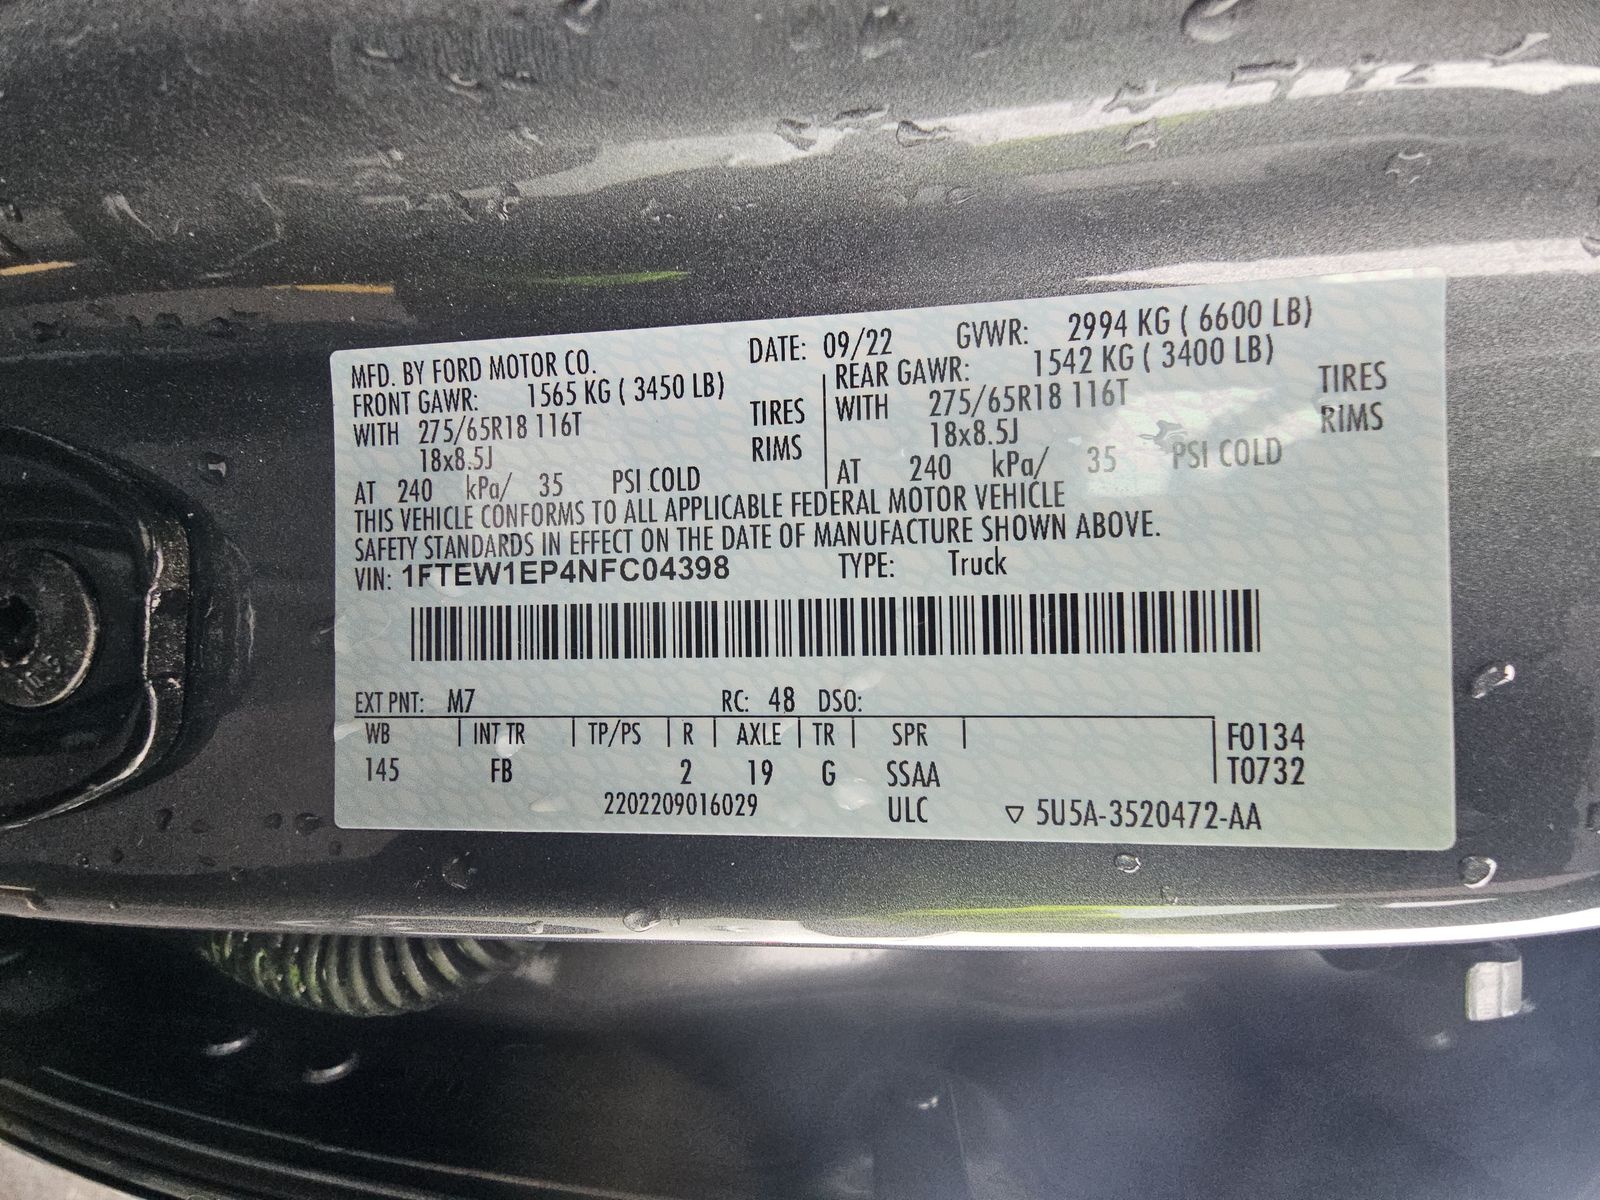 MFD. BY FORD MOTOR CO. DATE: 09/22 GVWR: 2994 KG ( 6600 LB)
FRONT GAWR: 1565 KG ( 3450 LB) REAR GAWR: 1542 KG ( 3400 LB)
WITH 275/65R18 116T TIRES WITH 275/65R18 116T TIRES
18x8.5J RIMS 18x8.5J RIMS
AT 240 kPa/ 35 PSI COLD AT 240 kPa/ 35 PSI COLD
THIS VEHICLE CONFORMS TO ALL APPLICABLE FEDERAL MOTOR VEHICLE
SAFETY STANDARDS IN EFFECT ON THE DATE OF MANUFACTURE SHOWN ABOVE.
VIN: 1FTEW1EP4NFC04398 TYPE: Truck
EXT PNT: M7 RC: 48 DSO:
WB INT TR TP/PS R AXLE TR SPR F0134
145 FB 2 19 G SSAA T0732
2202209016029 ULC ▽ 5U5A-3520472-AA
10.5